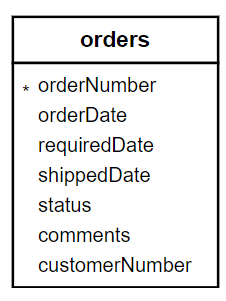 orders
* orderNumber
orderDate
requiredDate
shippedDate
status
comments
customerNumber